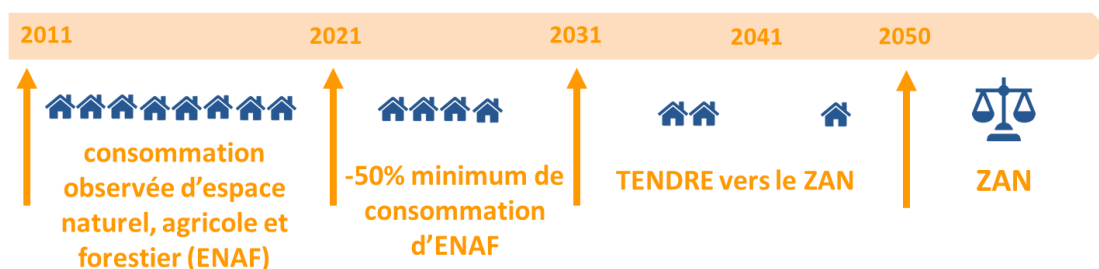 2011 2021 2031 2041 2050
consommation
observée d’espace
naturel, agricole et
forestier (ENAF)
-50% minimum de
consommation
d’ENAF
TENDRE vers le ZAN
ZAN